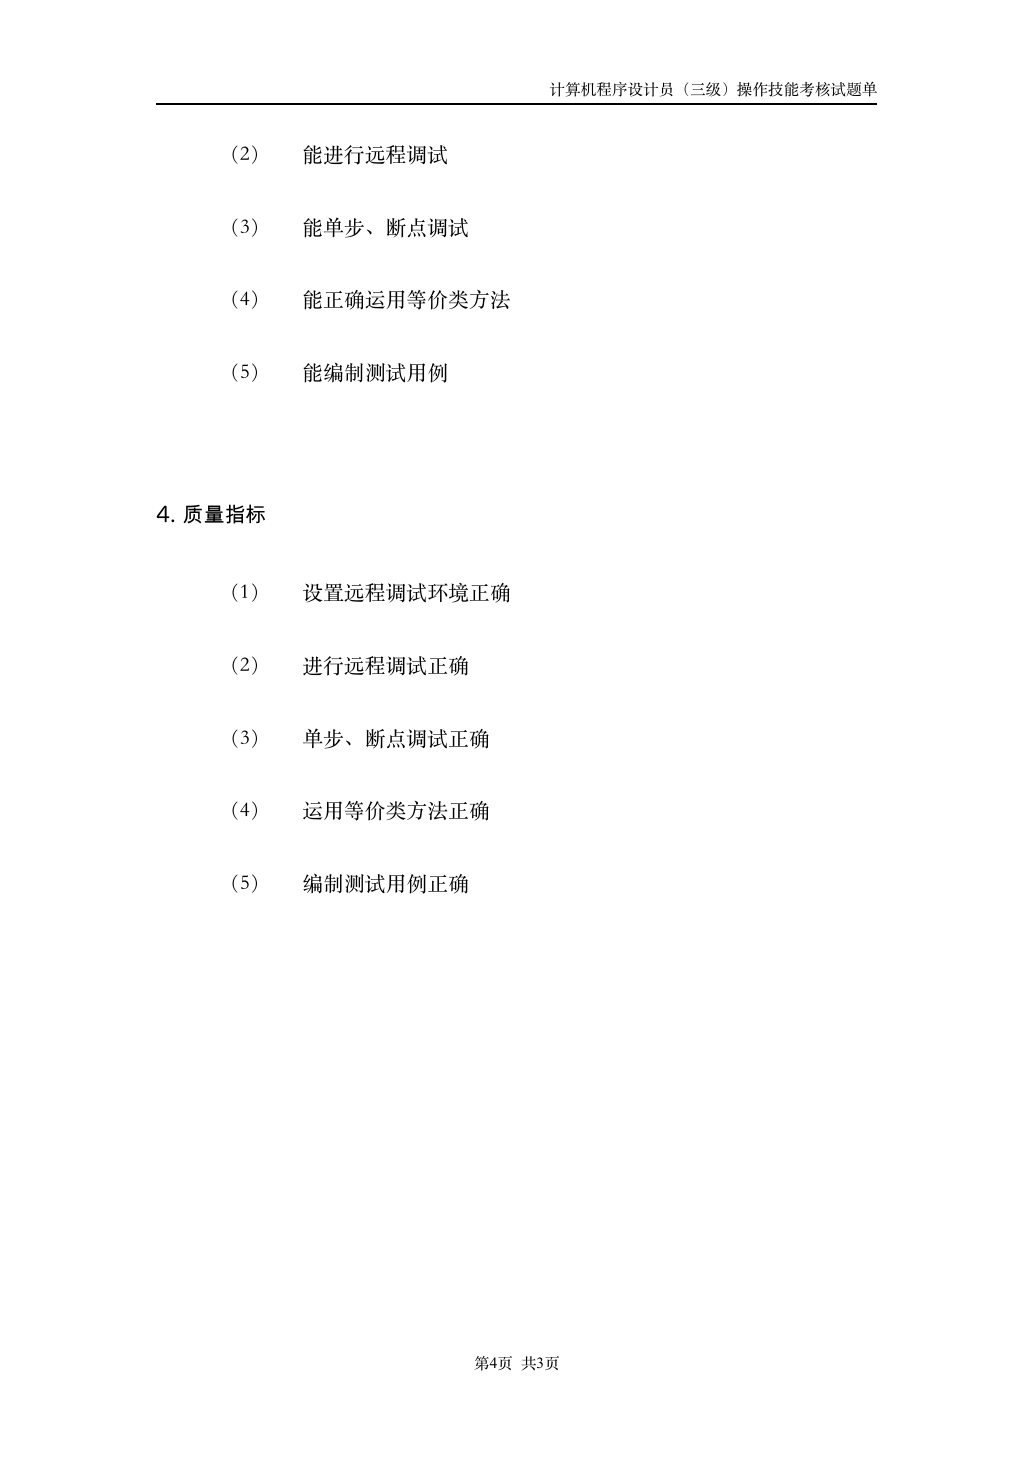 计算机程序设计员（三级）操作技能考核试题单
（2） 能进行远程调试
（3） 能单步、断点调试
（4） 能正确运用等价类方法
（5） 能编制测试用例
4. 质量指标
（1） 设置远程调试环境正确
（2） 进行远程调试正确
（3） 单步、断点调试正确
（4） 运用等价类方法正确
（5） 编制测试用例正确
第4页 共3页